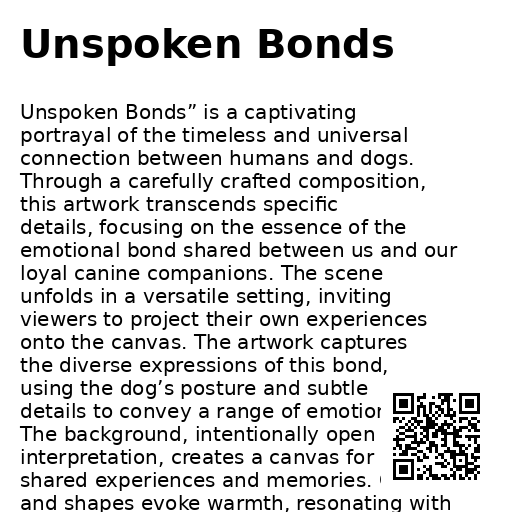 Unspoken Bonds
Unspoken Bonds” is a captivating
portrayal of the timeless and universal
connection between humans and dogs.
Through a carefully crafted composition,
this artwork transcends specific
details, focusing on the essence of the
emotional bond shared between us and our
loyal canine companions. The scene
unfolds in a versatile setting, inviting
viewers to project their own experiences
onto the canvas. The artwork captures
the diverse expressions of this bond,
using the dog’s posture and subtle
details to convey a range of
The background, intentionally open
interpretation, creates a canvas for
shared experiences and memories.
and shapes evoke warmth, resonating with